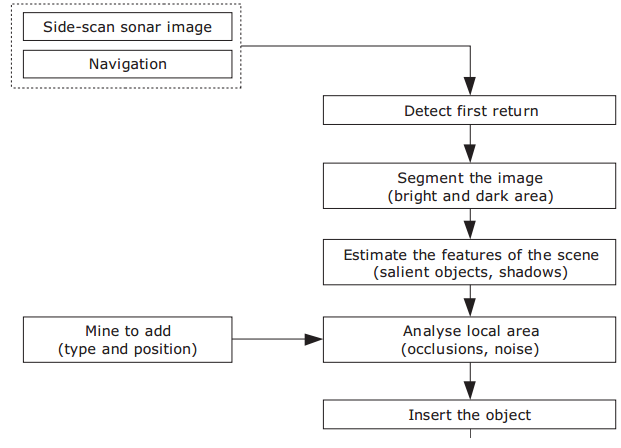 Side-scan sonar image
Navigation
Detect first return
Segment the image
(bright and dark area)
Estimate the features of the scene
(salient objects, shadows)
Mine to add
(type and position)
Analyse local area
(occlusions, noise)
Insert the object